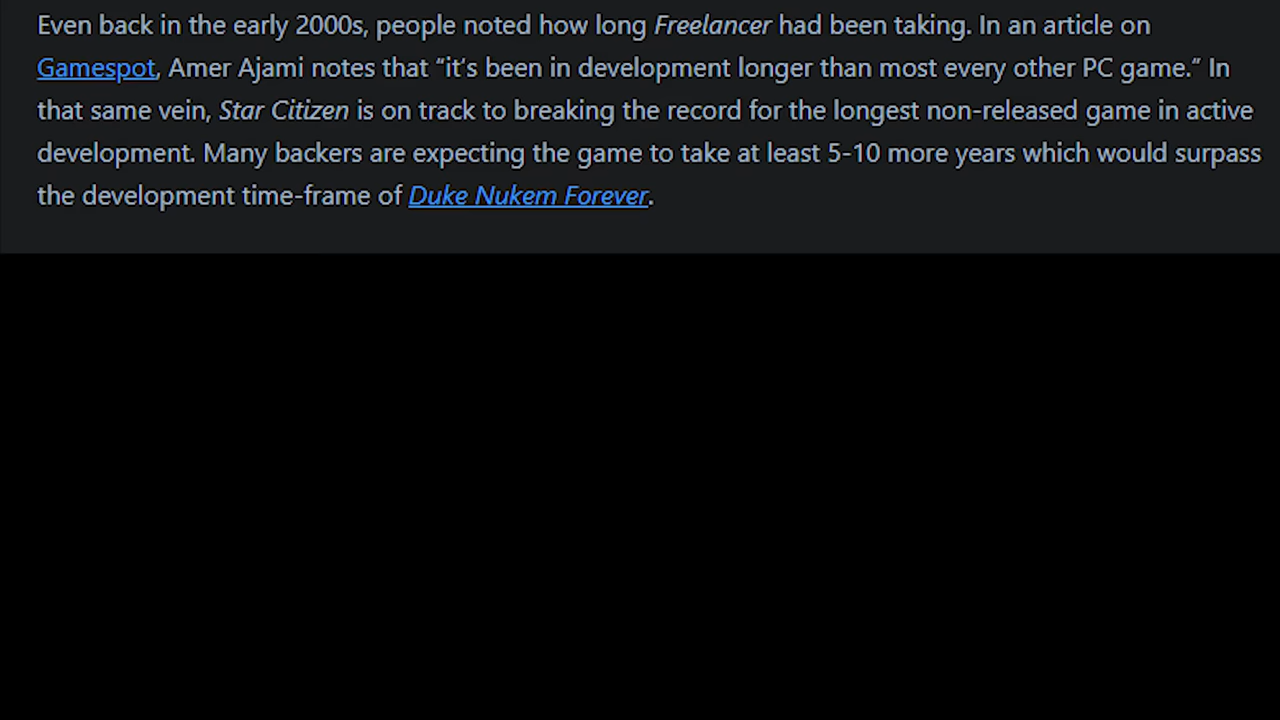 Even back in the early 2000s, people noted how long Freelancer had been taking. In an article on
Gamespot, Amer Ajami notes that “it’s been in development longer than most every other PC game.“ In
that same vein, Star Citizen is on track to breaking the record for the longest non-released game in active
development. Many backers are expecting the game to take at least 5-10 more years which would surpass
the development time-frame of Duke Nukem Forever.